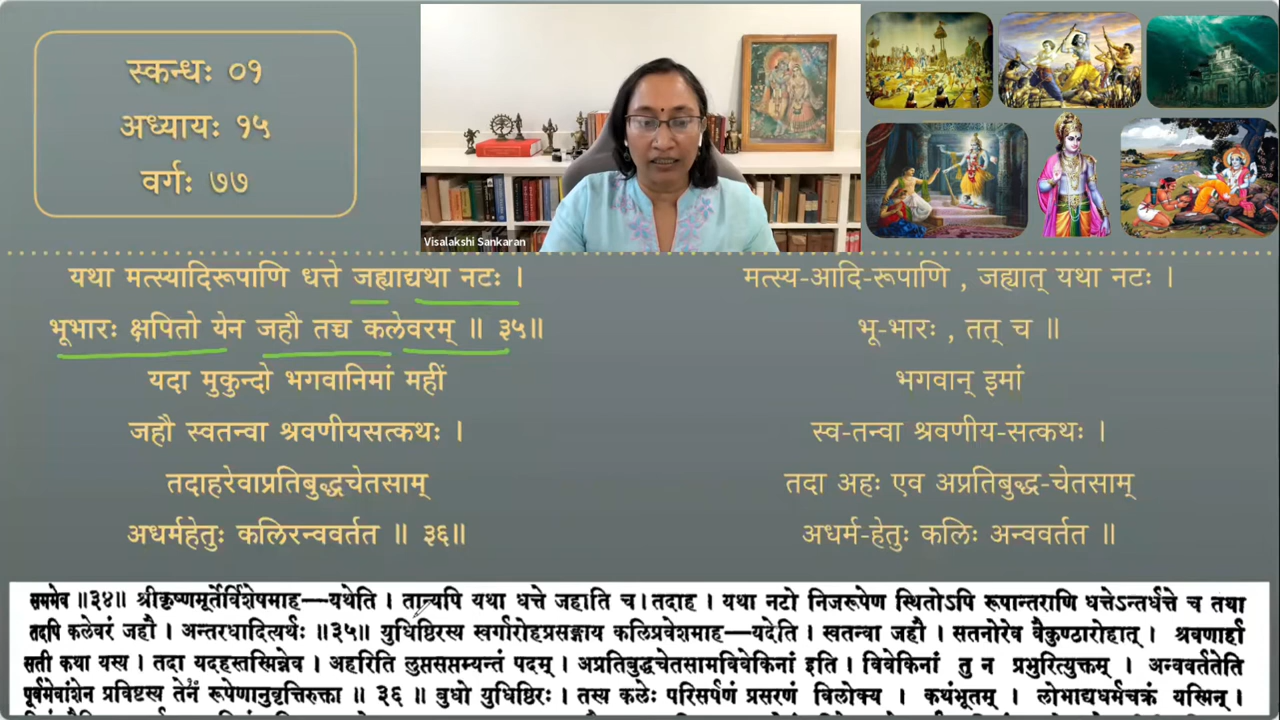 स्कन्धः ०१
अध्यायः १५
वर्गः ७७
Visalakshi Sankaran
यथा मत्स्यादिरूपाणि धत्ते जह्याद्यथा नटः ।
भूभारः क्षपितो येन जहौ तच्च कलेवरम् ॥ ३५॥
यदा मुकुन्दो भगवानिमां महीं
जहौ स्वतन्वा श्रवणीयसत्कथः ।
तदाहरेवाप्रतिबुद्धचेतसाम्
अधर्महेतुः कलिरन्ववर्तत ॥ ३६॥
मत्स्य-आदि-रूपाणि , जह्यात् यथा नटः ।
भू-भारः , तत् च ॥
भगवान् इमां
स्व-तन्वा श्रवणीय-सत्कथः ।
तदा अहः एव अप्रतिबुद्ध-चेतसाम्
अधर्म-हेतुः कलिः अन्ववर्तत ॥
सममेव ॥३४॥ श्रीकृष्णमूर्तेर्विशेषमाह—यथेति । तान्यपि यथा धत्ते जहाति च । तदाह । यथा नटो निजरूपेण स्थितोऽपि रूपान्तराणि धत्तेऽन्तर्धत्ते च तथा
तदपि कलेवरं जहौ । अन्तरधादित्यर्थः ॥३५॥ युधिष्ठिरस्य स्वर्गारोहप्रसङ्गाय कलिप्रवेशमाह—यदेति । स्वतन्वा जहौ । सतनोरेव वैकुण्ठारोहात् । श्रवणार्हा
सती कथा यस्य । तदा यदहस्तस्मिन्नेव । अहरिति लुप्तसप्तम्यन्तं पदम् । अप्रतिबुद्धचेतसामविवेकिनां इति । विवेकिनां तु न प्रभुरित्युक्तम् । अन्ववर्ततेति
पूर्वमेवांशेन प्रविष्टस्य तेनै रूपेणानुवृत्तिरुक्ता ॥ ३६ ॥ बुधो युधिष्ठिरः । तस्य कलेः परिसर्पणं प्रसरणं विलोक्य । कथंभूतम् । लोभाद्यधर्मचक्रं यस्मिन् ।